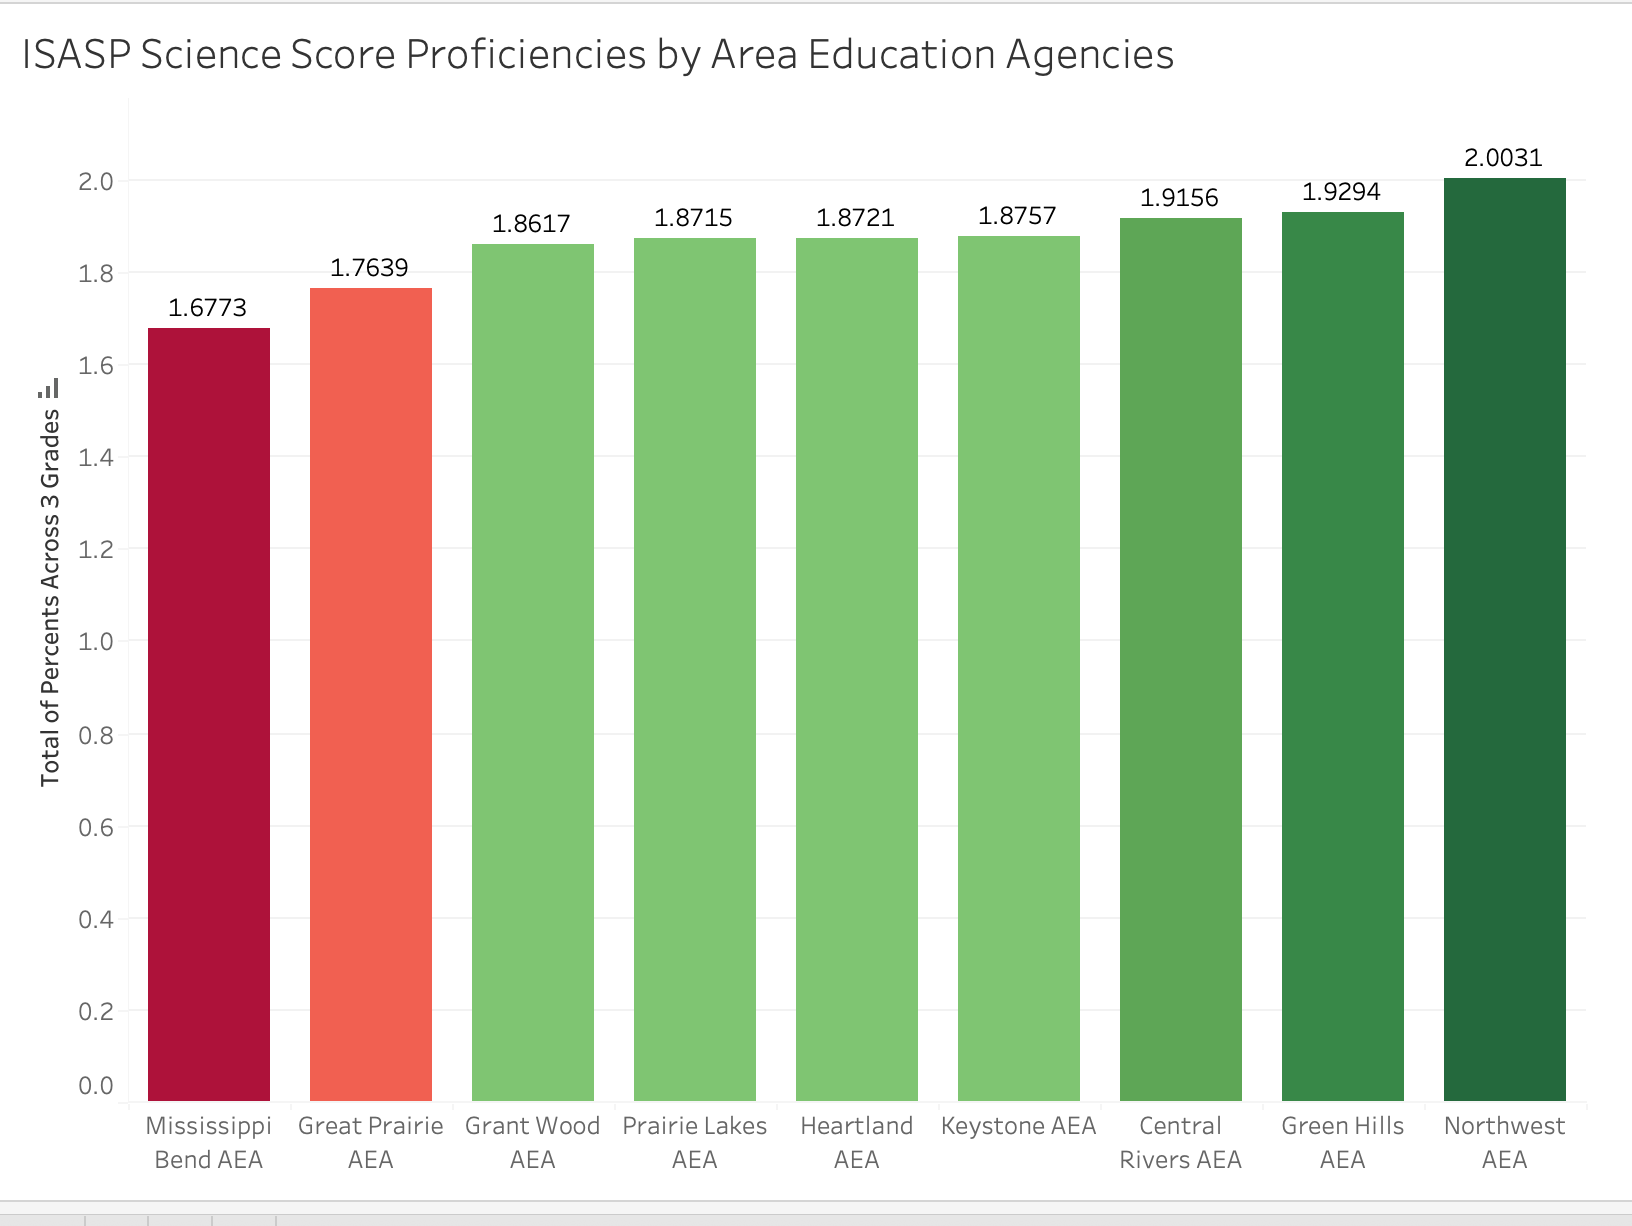 ISASP Science Score Proficiencies by Area Education Agencies
2.0031
1.9294
1.9156
1.8757
1.8721
1.8715
1.8617
1.7639
1.6773
2.0
1.8
1.6
1.4
1.2
1.0
0.8
0.6
0.4
0.2
0.0
Total of Percents Across 3 Grades
Mississippi
Bend AEA
Great Prairie
AEA
Grant Wood
AEA
Prairie Lakes
AEA
Heartland
AEA
Keystone AEA
Central
Rivers AEA
Green Hills
AEA
Northwest
AEA